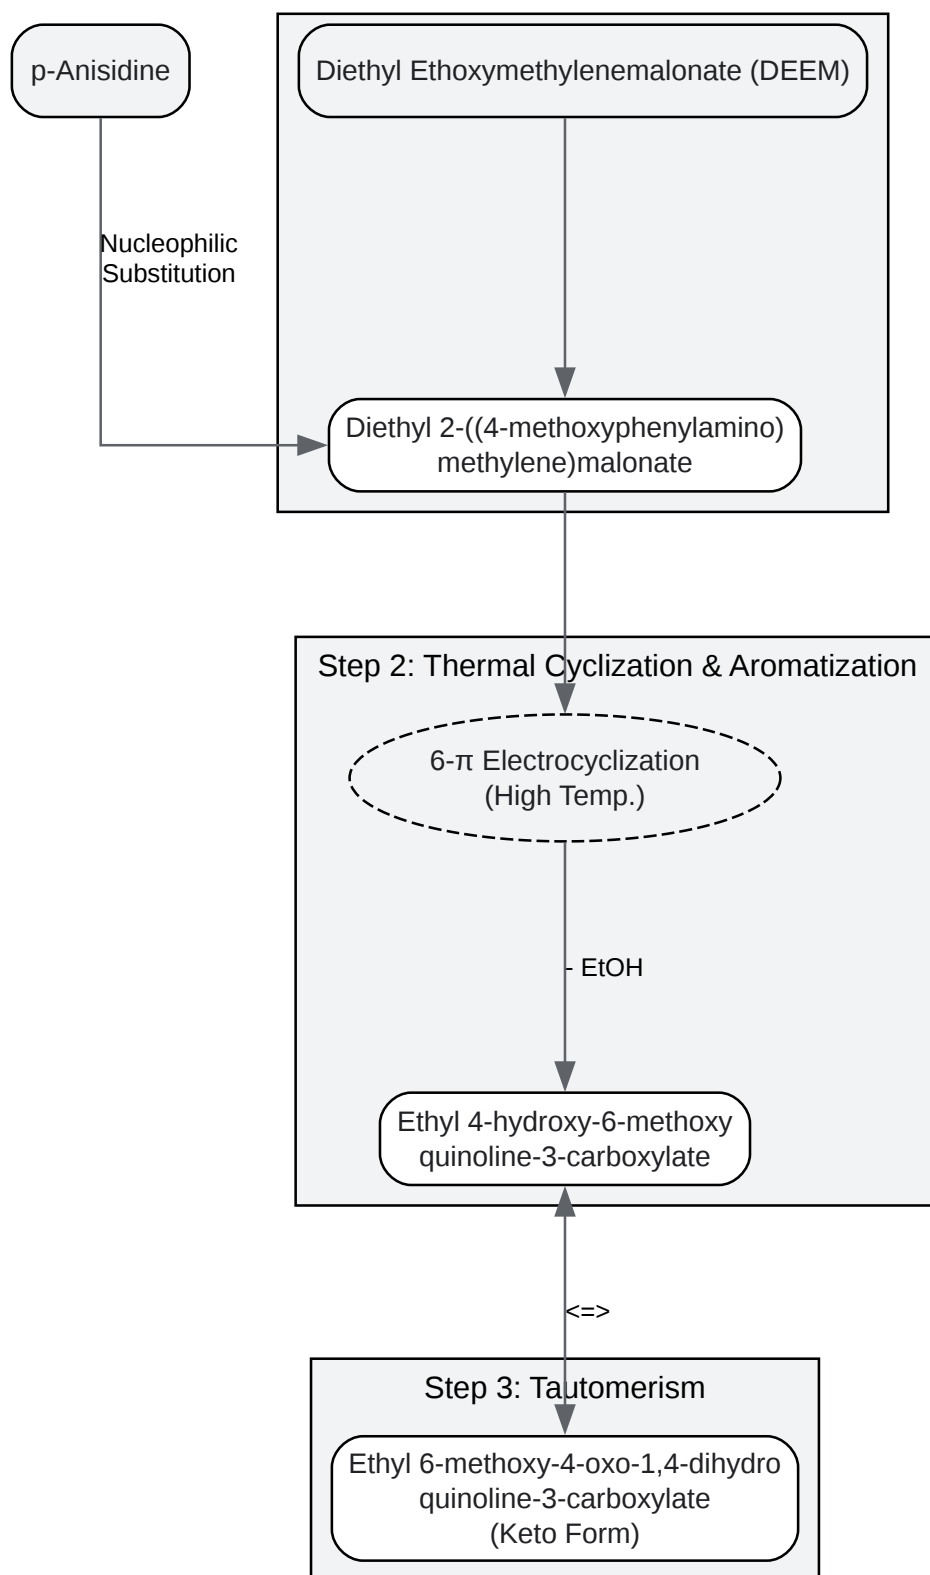 p-Anisidine
Diethyl Ethoxymethylenemalonate (DEEM)
Nucleophilic
Substitution
Diethyl 2-((4-methoxyphenylamino)
methylene)malonate
Step 2: Thermal Cyclization & Aromatization
6-π Electrocyclization
(High Temp.)
- EtOH
Ethyl 4-hydroxy-6-methoxy
quinoline-3-carboxylate
<=>
Step 3: Tautomerism
Ethyl 6-methoxy-4-oxo-1,4-dihydro
quinoline-3-carboxylate
(Keto Form)